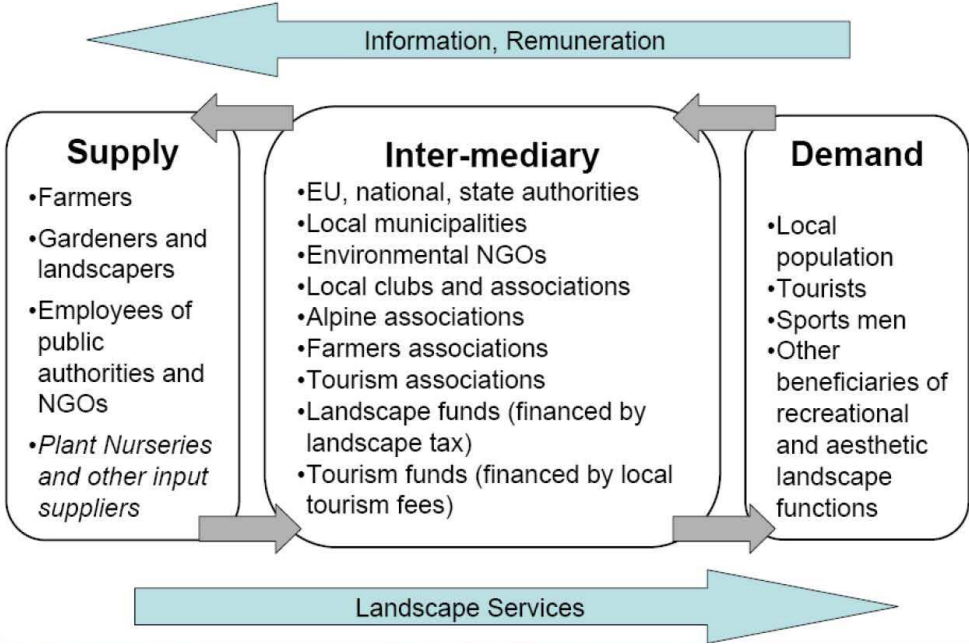 Information, Remuneration
Supply
•Farmers
•Gardeners and
landscapers
•Employees of
public
authorities and
NGOs
•Plant Nurseries
and other input
suppliers
Inter-mediary
•EU, national, state authorities
•Local municipalities
•Environmental NGOs
•Local clubs and associations
•Alpine associations
•Farmers associations
•Tourism associations
•Landscape funds (financed by
landscape tax)
•Tourism funds (financed by local
tourism fees)
Demand
•Local
population
•Tourists
•Sports men
•Other
beneficiaries of
recreational
and aesthetic
landscape
functions
Landscape Services